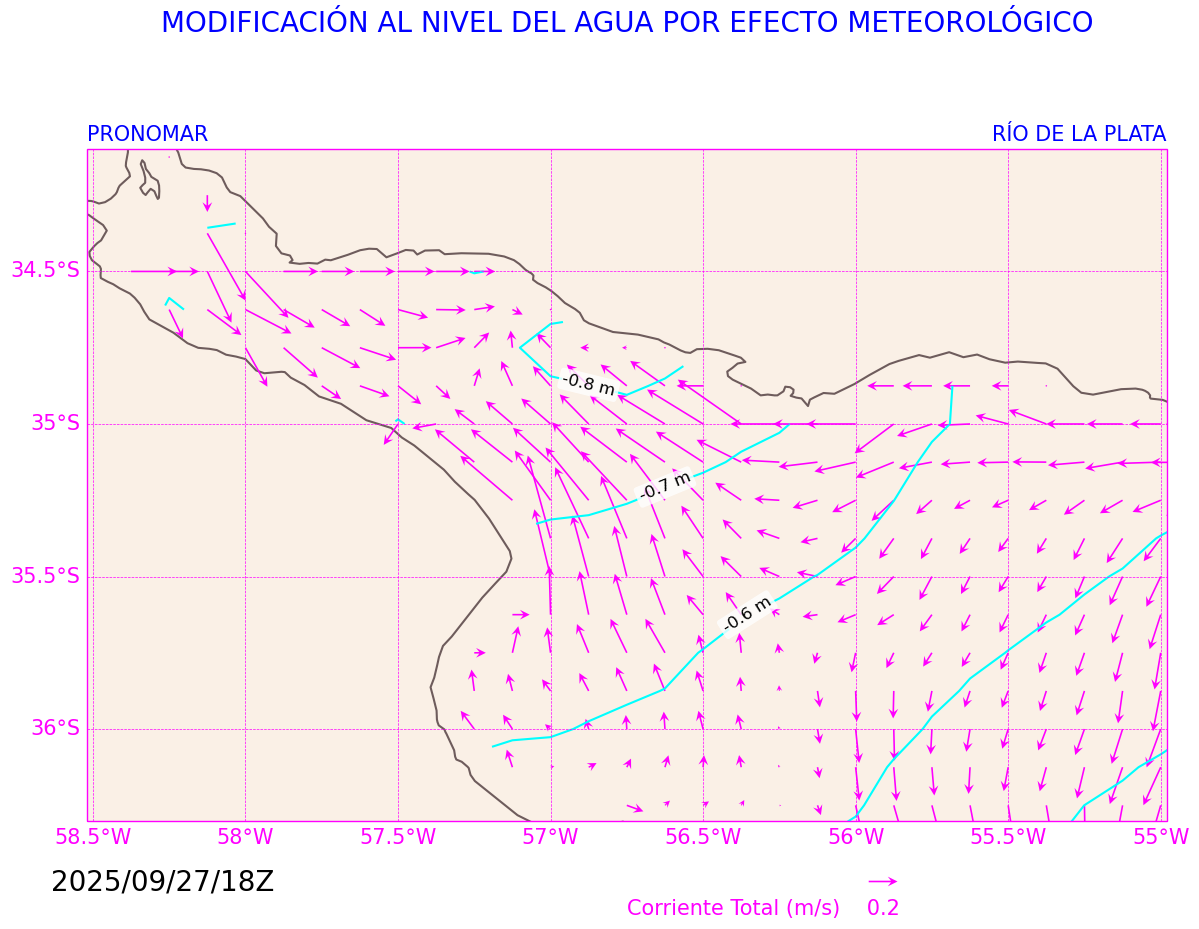 MODIFICACIÓN AL NIVEL DEL AGUA POR EFECTO METEOROLÓGICO
PRONOMAR
RÍO DE LA PLATA
34.5°S
35°S
35.5°S
36°S
-0.8 m
-0.7 m
-0.6 m
58.5°W 58°W 57.5°W 57°W 56.5°W 56°W 55.5°W 55°W
2025/09/27/18Z
Corriente Total (m/s) 0.2